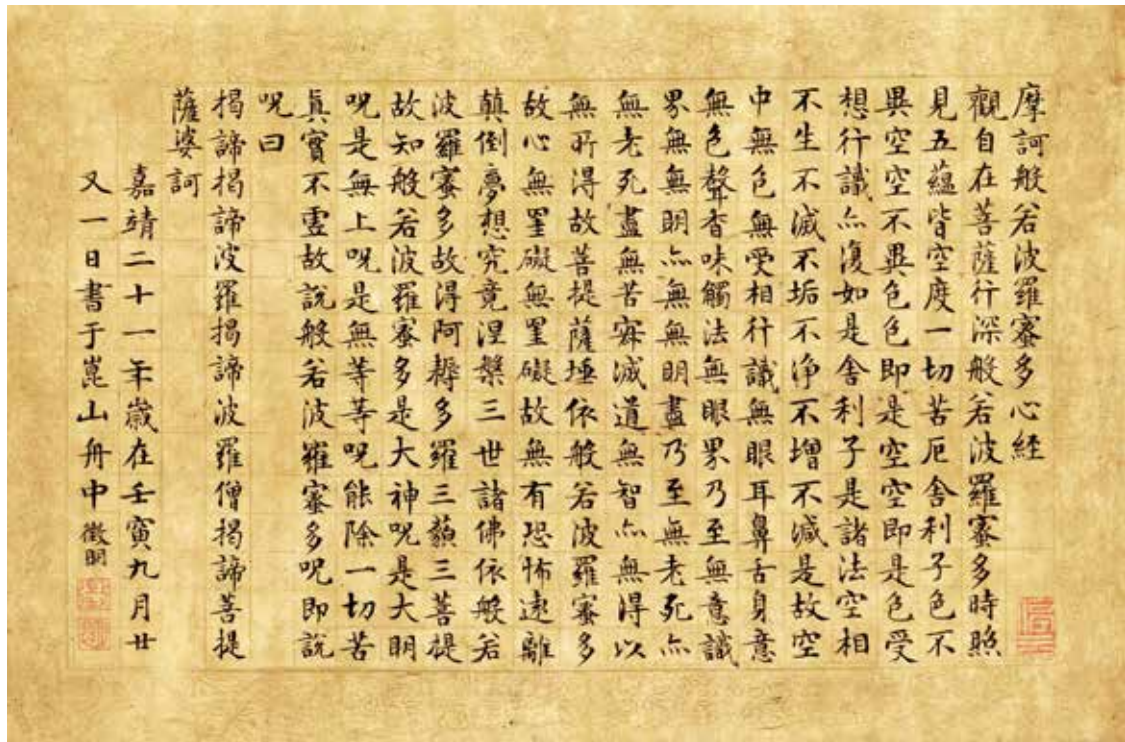 摩訶般若波羅蜜多心経
觀自在菩薩行深般若波羅蜜多時照
見五蘊皆空度一切苦厄舍利子色不
異空空不異色色即是空空即是色受
想行識亦復如是舍利子是諸法空相
不生不滅不垢不淨不增不減是故空
中無色無受相行識無眼耳鼻舌身意
無色聲香味觸法無眼界乃至無意識
界無無明亦無無明盡乃至無老死亦
無老死盡無苦寂滅道無智亦無得以
無所得故菩提薩埵依般若波羅蜜多
故心無罣礙無罣礙故無有恐怖遠離
顛倒夢想究竟涅槃三世諸佛依般若
波羅蜜多故得阿耨多羅三藐三菩提
故知般若波羅蜜多是大神呪是大明
呪是無上呪是無等等呪能除一切苦
真實不虛故說般若波羅蜜多呪即說
呪曰
揭諦揭諦波羅揭諦波羅僧揭諦菩提
薩婆訶
嘉靖二十一年歲在壬寅九月廿
又一日書于崑山舟中徵明